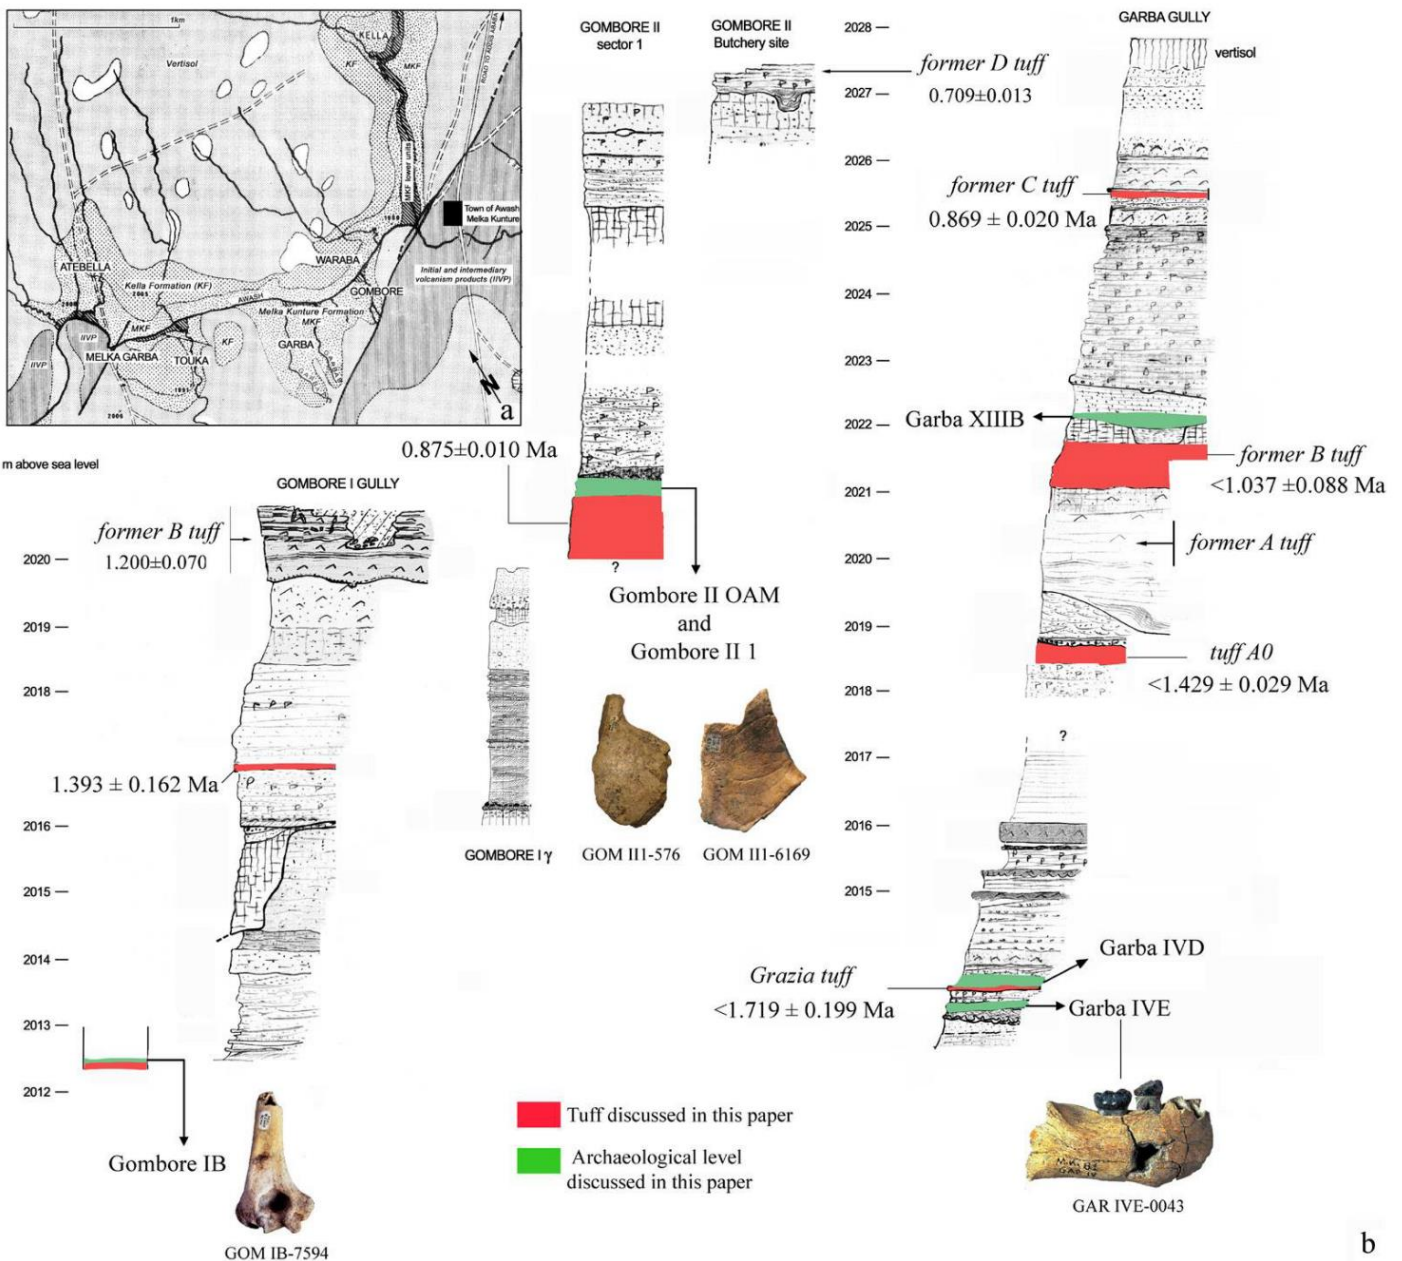 1km
KELLA
KF
MKF
Vertisol
ROAD TO ADDIS ABABA
MKF lower units
Town of Awash
Melka Kunture
WARABA
ATEBELLA
Kella Formation (KF)
Initial and intermediary
volcanism products (IIVP)
GOMBORE
AWASH
Melka Kunture Formation
MKF
MKF
GARBA
KF
IIVP
IIVP
MELKA GARBA
TOUKA
2006
N
a
GOMBORE II
sector 1
GOMBORE II
Butchery site
former D tuff
0.709±0.013
GARBA GULLY
vertisol
2028
2027
2026
2025
2024
2023
2022
2021
2020
2019
2018
2017
2016
2015
former C tuff
0.869 ± 0.020 Ma
Garba XIIIB
former B tuff
<1.037 ±0.088 Ma
former A tuff
tuff A0
<1.429 ± 0.029 Ma
?
0.875±0.010 Ma
?
Gombore II OAM
and
Gombore II 1
m above sea level
GOMBORE I GULLY
former B tuff
1.200±0.070
2020
2019
2018
1.393 ± 0.162 Ma
2016
2015
2014
2013
2012
GOMBORE I γ
GOM II1-576
GOM II1-6169
Grazia tuff
<1.719 ± 0.199 Ma
Garba IVD
Garba IVE
Gombore IB
GOM IB-7594
Tuff discussed in this paper
Archaeological level
discussed in this paper
GAR IVE-0043
b